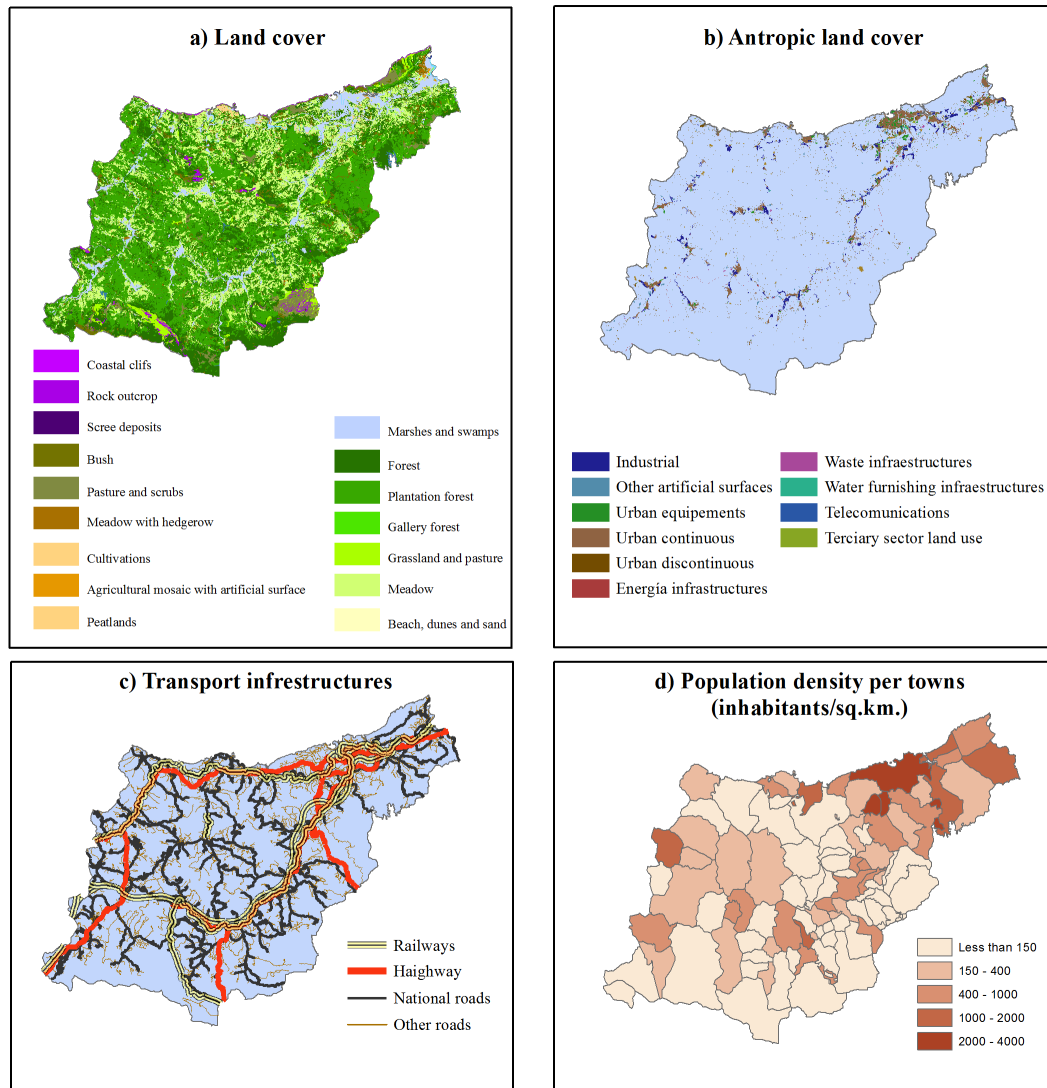 a) Land cover
Coastal clifs
Rock outcrop
Scree deposits
Bush
Pasture and scrubs
Meadow with hedgerow
Cultivations
Agricultural mosaic with artificial surface
Peatlands
Marshes and swamps
Forest
Plantation forest
Gallery forest
Grassland and pasture
Meadow
Beach, dunes and sand
b) Antropic land cover
Industrial
Other artificial surfaces
Urban equipements
Urban continuous
Urban discontinuous
Energía infrastructures
Waste infraestructures
Water furnishing infraestructures
Telecomunications
Terciary sector land use
c) Transport infrestructures
Railways
Haighway
National roads
Other roads
d) Population density per towns
(inhabitants/sq.km.)
Less than 150
150 - 400
400 - 1000
1000 - 2000
2000 - 4000